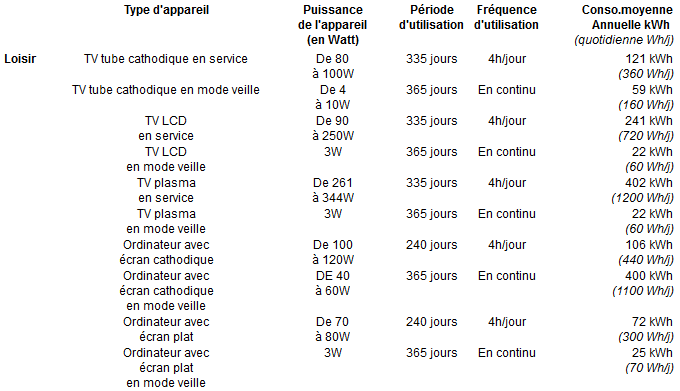 Type d'appareil Puissance Période Fréquence Conso.moyenne
de l'appareil d'utilisation d'utilisation Annuelle kWh
(en Watt) (quotidienne Wh/j)
Loisir TV tube cathodique en service De 80 335 jours 4h/jour 121 kWh
à 100W (360 Wh/j)
TV tube cathodique en mode veille De 4 365 jours En continu 59 kWh
à 10W (160 Wh/j)
TV LCD De 90 335 jours 4h/jour 241 kWh
en service à 250W (720 Wh/j)
TV LCD 3W 365 jours En continu 22 kWh
en mode veille (60 Wh/j)
TV plasma De 261 335 jours 4h/jour 402 kWh
en service à 344W (1200 Wh/j)
TV plasma 3W 365 jours En continu 22 kWh
en mode veille (60 Wh/j)
Ordinateur avec De 100 240 jours 4h/jour 106 kWh
écran cathodique à 120W (440 Wh/j)
Ordinateur avec DE 40 365 jours En continu 400 kWh
écran cathodique à 60W (1100 Wh/j)
en mode veille
Ordinateur avec De 70 240 jours 4h/jour 72 kWh
écran plat à 80W (300 Wh/j)
Ordinateur avec 3W 365 jours En continu 25 kWh
écran plat (70 Wh/j)
en mode veille